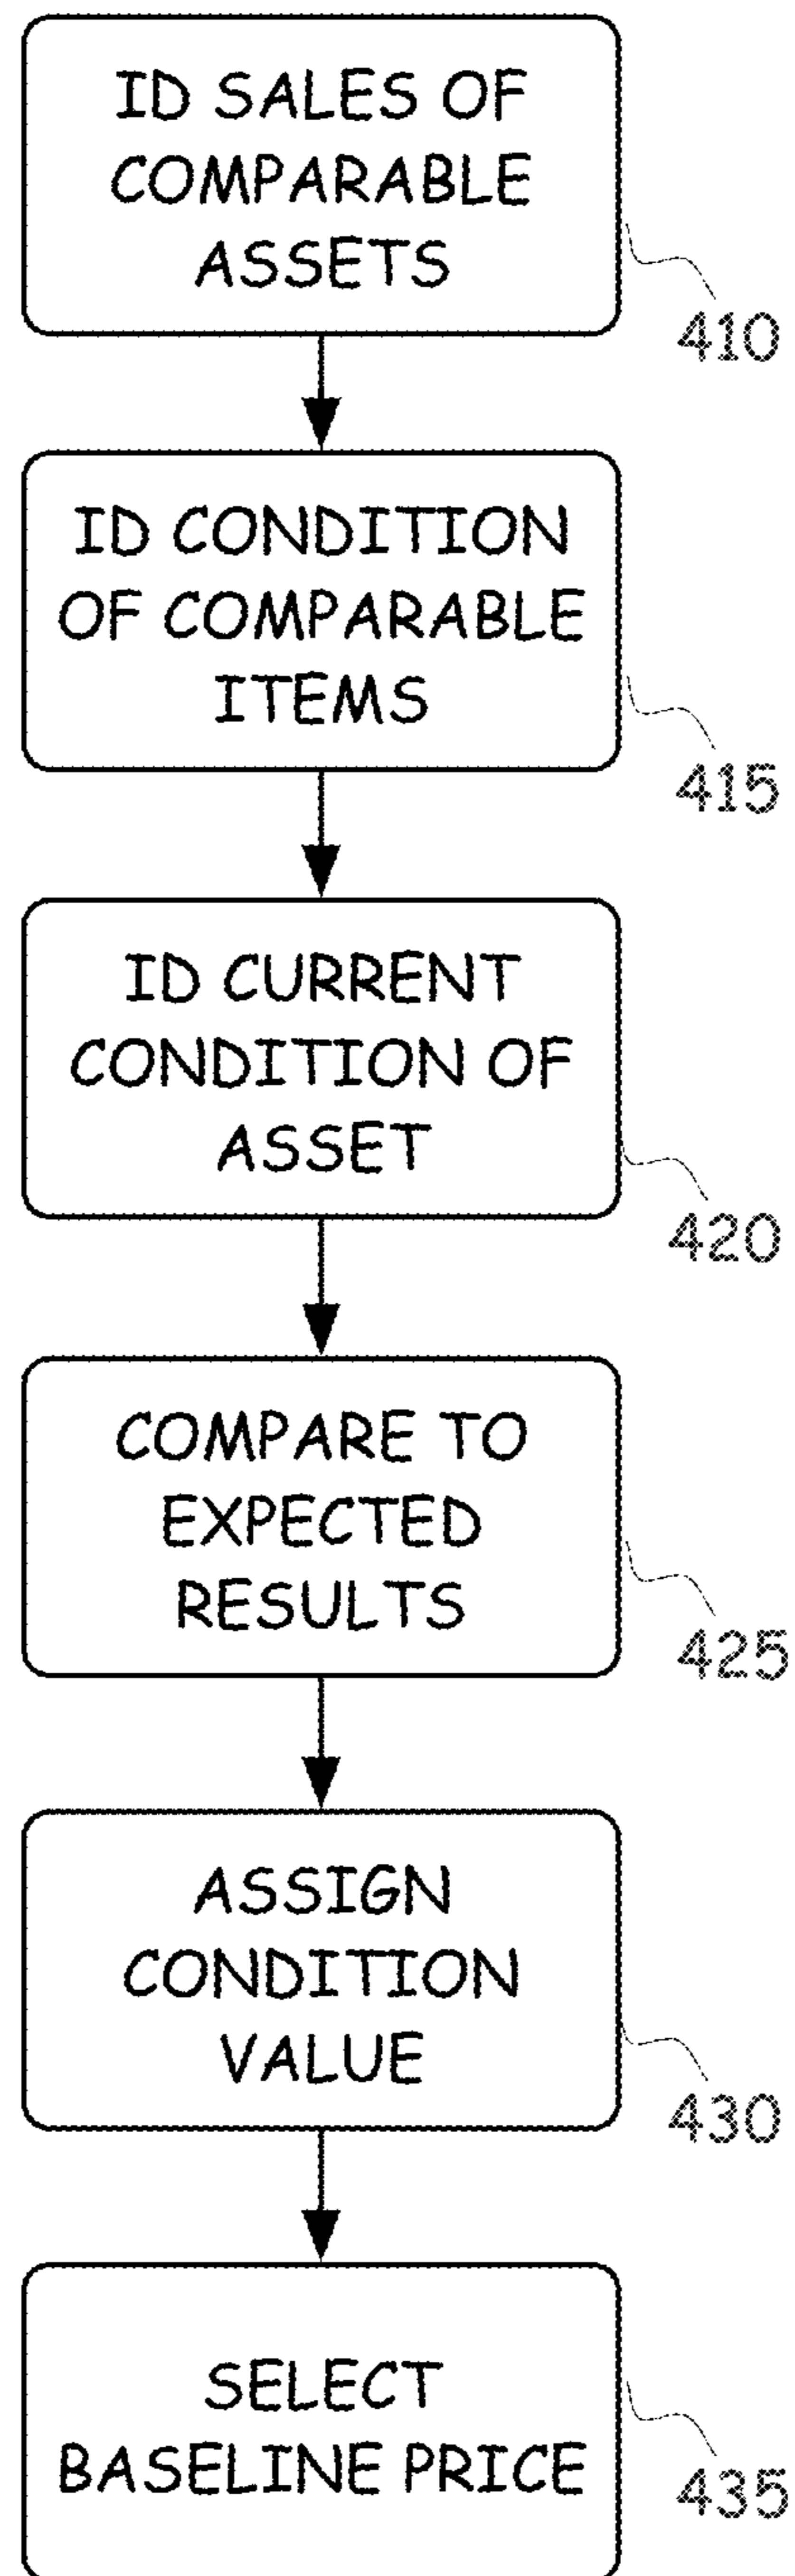 ID SALES OF
COMPARABLE
ASSETS
410
ID CONDITION
OF COMPARABLE
ITEMS
415
ID CURRENT
CONDITION OF
ASSET
420
COMPARE TO
EXPECTED
RESULTS
425
ASSIGN
CONDITION
VALUE
430
SELECT
BASELINE PRICE
435